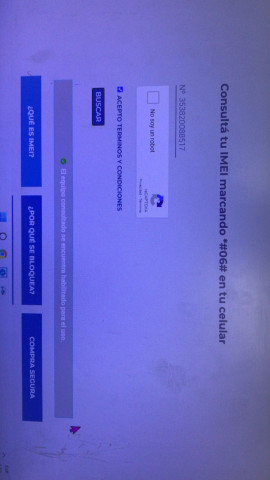 Consultá tu IMEI marcando *#06# en tu celular
N° 353820088517
No soy un robot
reCAPTCHA
Privacidad - Términos
ACEPTO TERMINOS Y CONDICIONES
BUSCAR
El equipo consultado se encuentra habilitado para el uso.
¿QUÉ ES IMEI?
¿POR QUÉ SE BLOQUEA?
COMPRA SEGURA